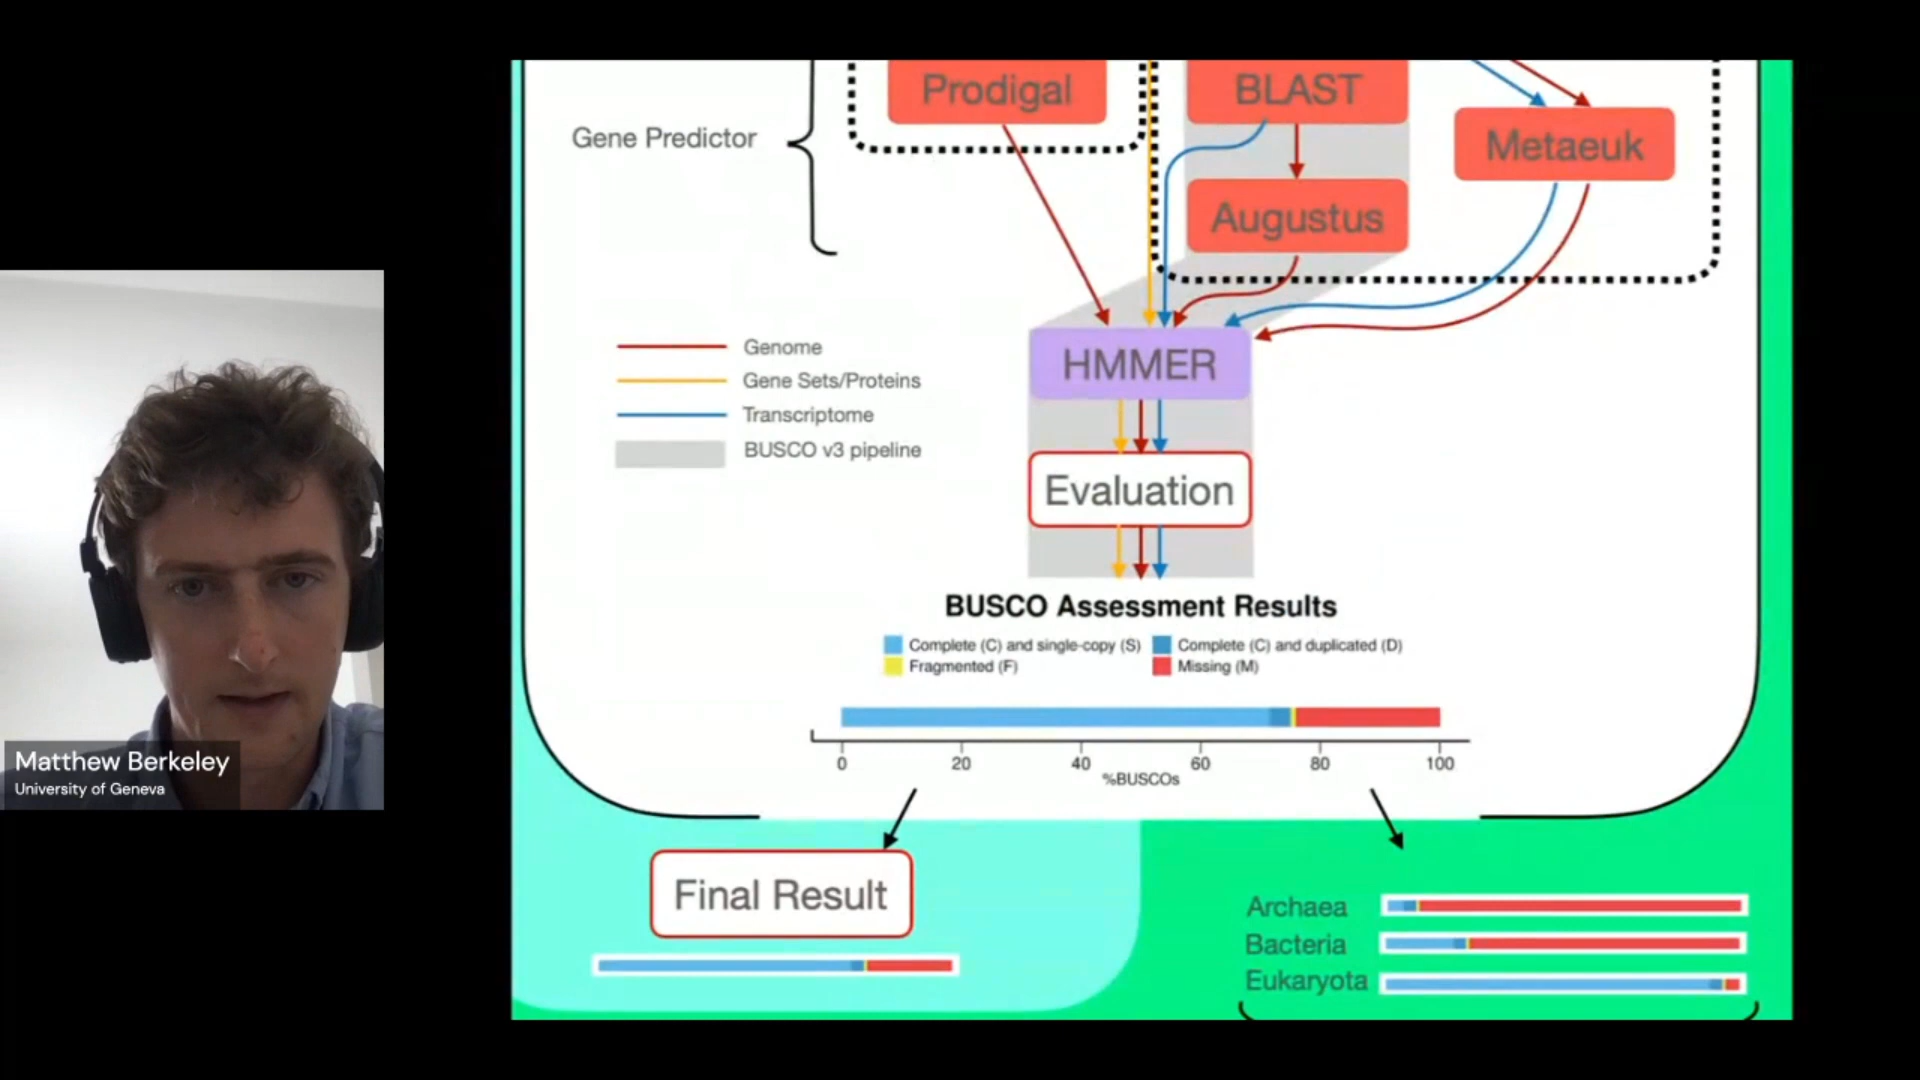 Prodigal
BLAST
Gene Predictor
Metaeuk
Augustus
Genome
HMMER
Gene Sets/Proteins
Transcriptome
BUSCO v3 pipeline
Evaluation
BUSCO Assessment Results
Complete (C) and single-copy (S)
Complete (C) and duplicated (D)
Fragmented (F)
Missing (M)
0 20 40 60 80 100
%BUSCOs
Matthew Berkeley
University of Geneva
Final Result
Archaea
Bacteria
Eukaryota